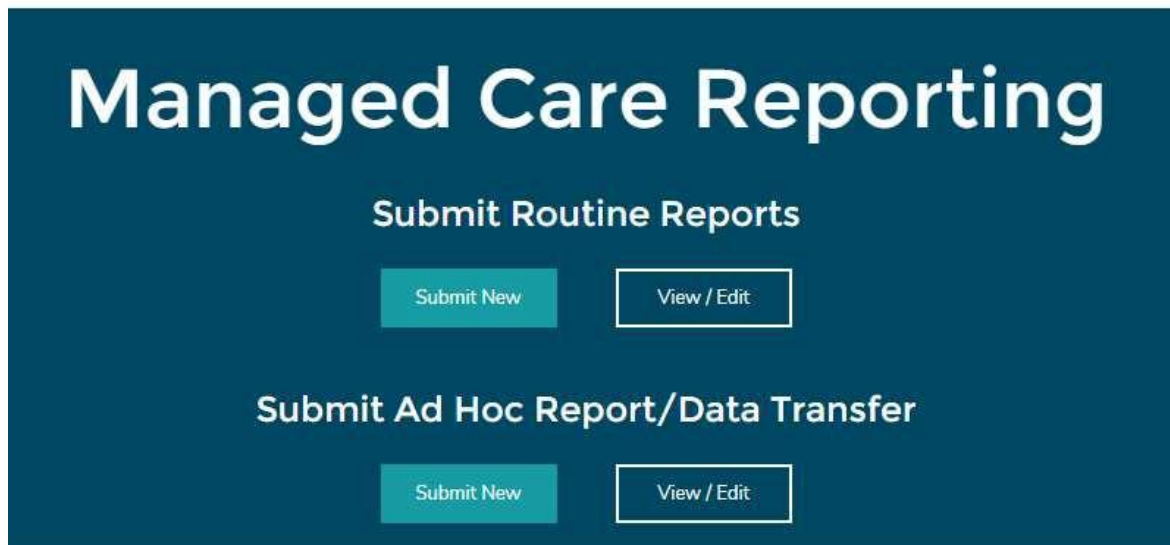 Managed Care Reporting
Submit Routine Reports
Submit New View / Edit
Submit Ad Hoc Report/Data Transfer
Submit New View / Edit